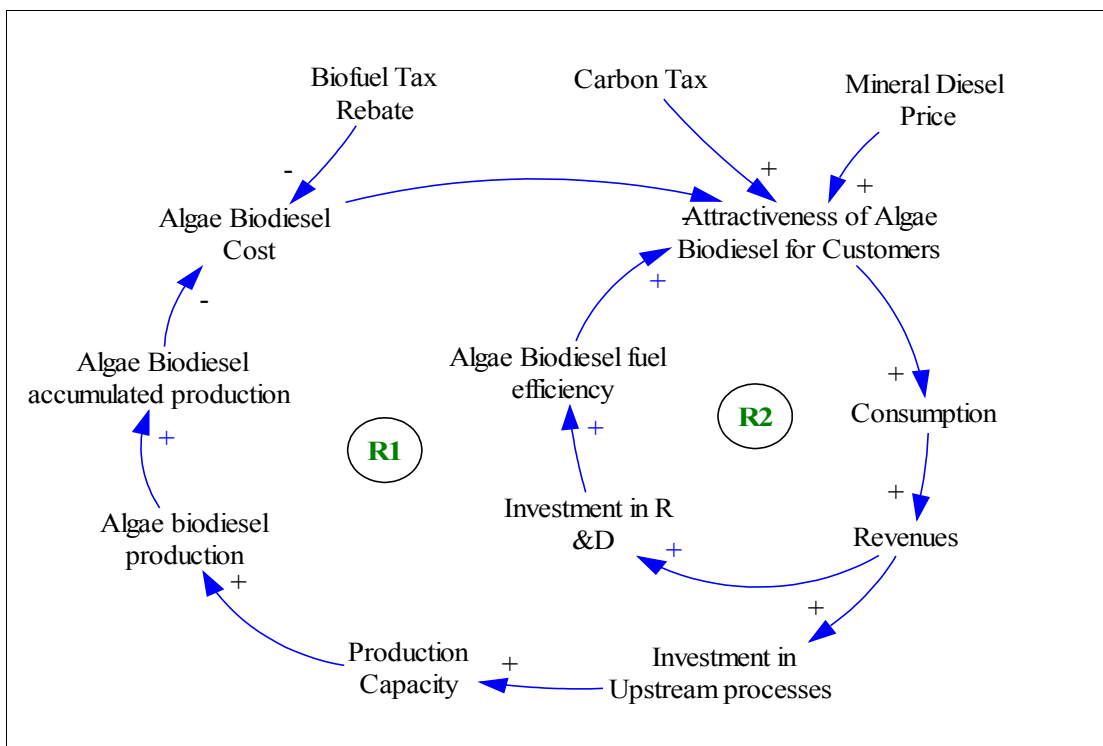 Biofuel Tax
Rebate
Carbon Tax
Mineral Diesel
Price
-
+
+
Algae Biodiesel
Cost
-Attractiveness of Algae
Biodiesel for Customers
-
+
Algae Biodiesel
accumulated production
Algae Biodiesel fuel
efficiency
+
Consumption
R1
R2
+
+
+
Algae biodiesel
production
Investment in R
&D
Revenues
+
+
+
Production
Capacity
+
Investment in
Upstream processes